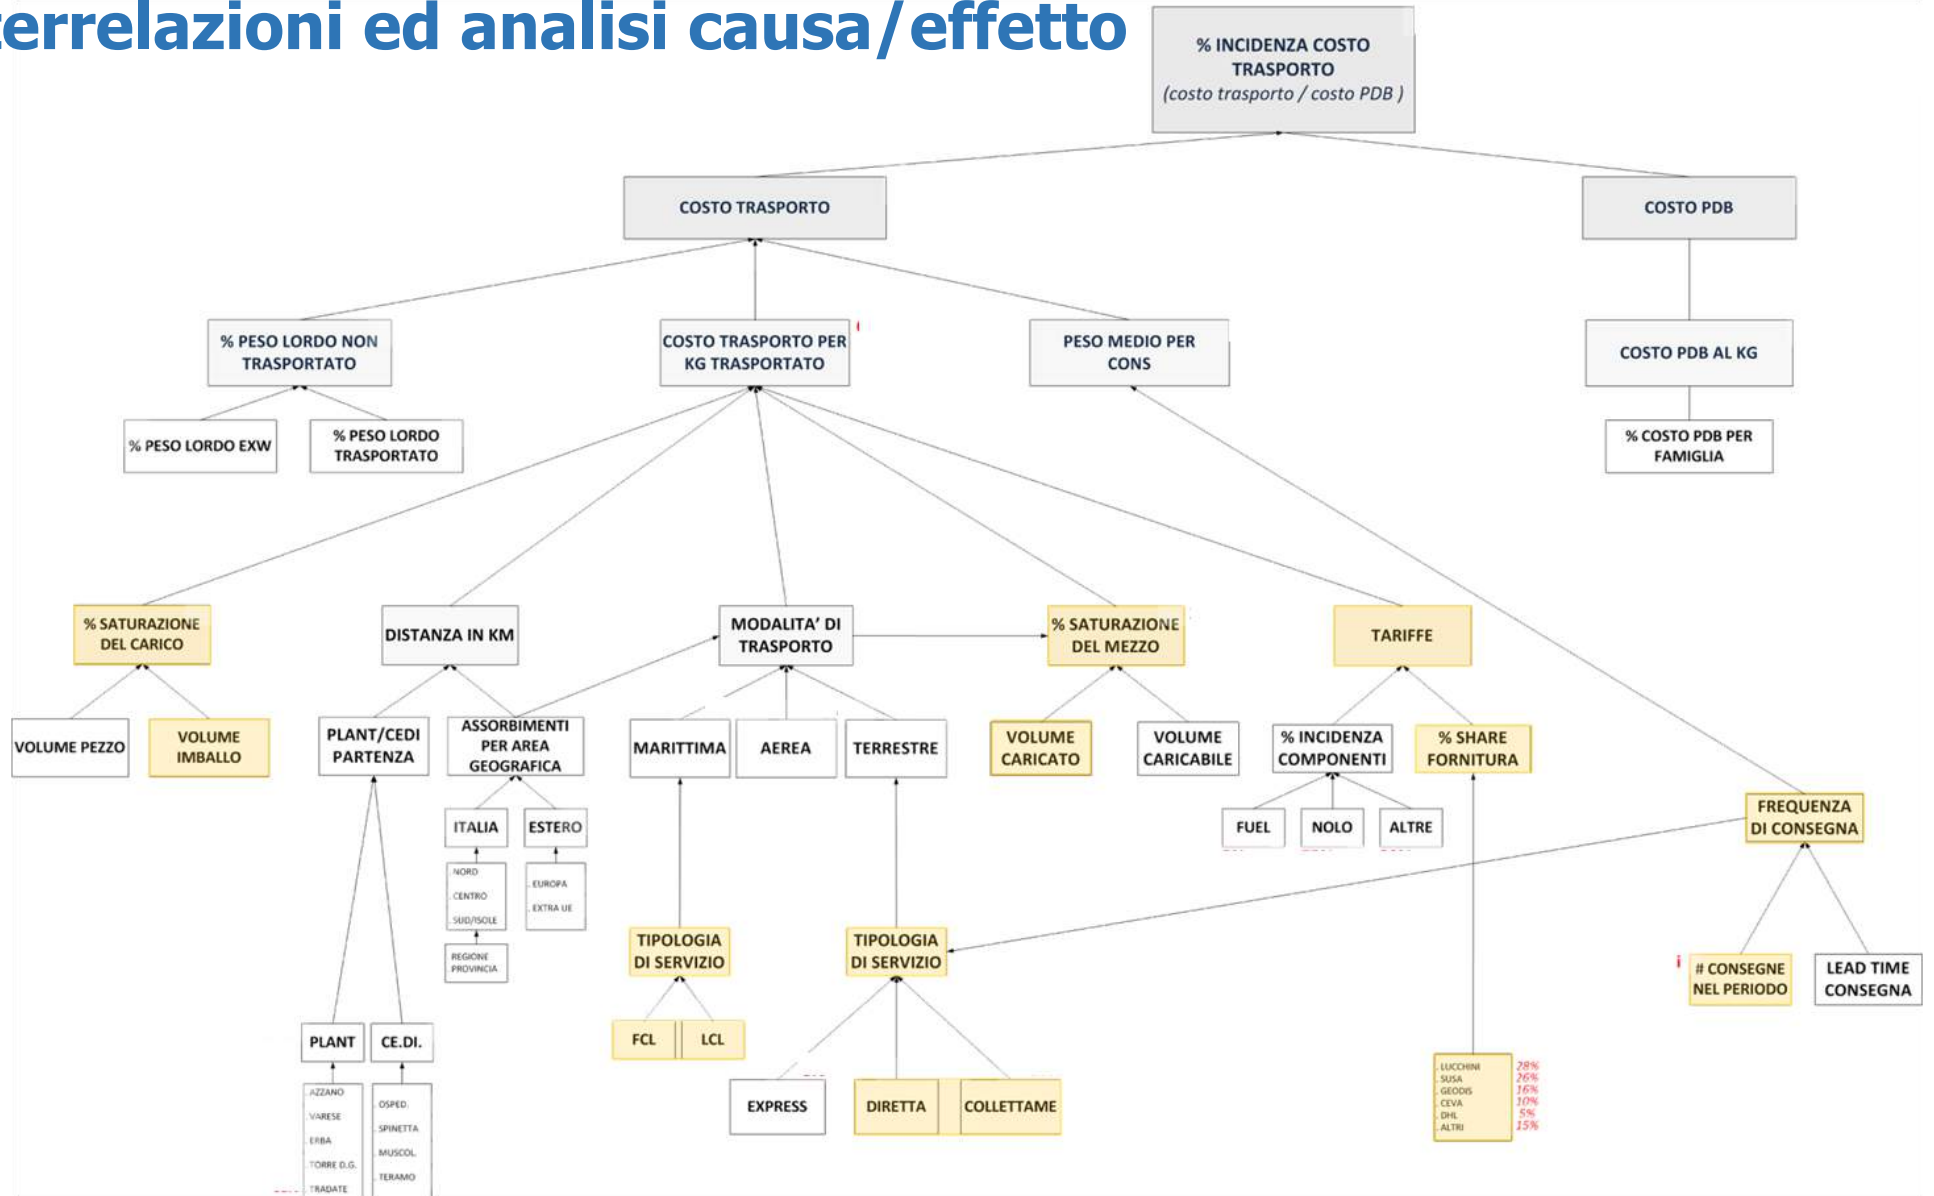 terrelazioni ed analisi causa/effetto
% INCIDENZA COSTO
TRASPORTO
(costo trasporto / costo PDB )
COSTO TRASPORTO
COSTO PDB
% PESO LORDO NON
TRASPORTATO
COSTO TRASPORTO PER
KG TRASPORTATO
PESO MEDIO PER
CONS
COSTO PDB AL KG
% PESO LORDO EXW
% PESO LORDO
TRASPORTATO
% COSTO PDB PER
FAMIGLIA
% SATURAZIONE
DEL CARICO
DISTANZA IN KM
MODALITA' DI
TRASPORTO
% SATURAZIONE
DEL MEZZO
TARIFFE
VOLUME PEZZO
VOLUME
IMBALLO
PLANT/CEDI
PARTENZA
ASSORBIMENTI
PER AREA
GEOGRAFICA
MARITTIMA
AEREA
TERRESTRE
VOLUME
CARICATO
VOLUME
CARICABILE
% INCIDENZA
COMPONENTI
% SHARE
FORNITURA
FREQUENZA
DI CONSEGNA
ITALIA
ESTERO
FUEL
NOLO
ALTRE
. NORD
. CENTRO
. SUD/ISOLE
. EUROPA
. EXTRA UE
REGIONE
PROVINCIA
TIPOLOGIA
DI SERVIZIO
TIPOLOGIA
DI SERVIZIO
# CONSEGNE
NEL PERIODO
LEAD TIME
CONSEGNA
PLANT
CE.DI.
FCL
LCL
EXPRESS
DIRETTA
COLLETTAME
. LUCCHINI 28%
. SUSA 26%
. GEODIS 16%
. CEVA 10%
. DHL 5%
. ALTRI 15%
. AZZANO
. VARESE
. ERBA
. TORRE D.G.
. TRADATE
. OSPED.
. SPINETTA
. MUSCOL.
. TERAMO